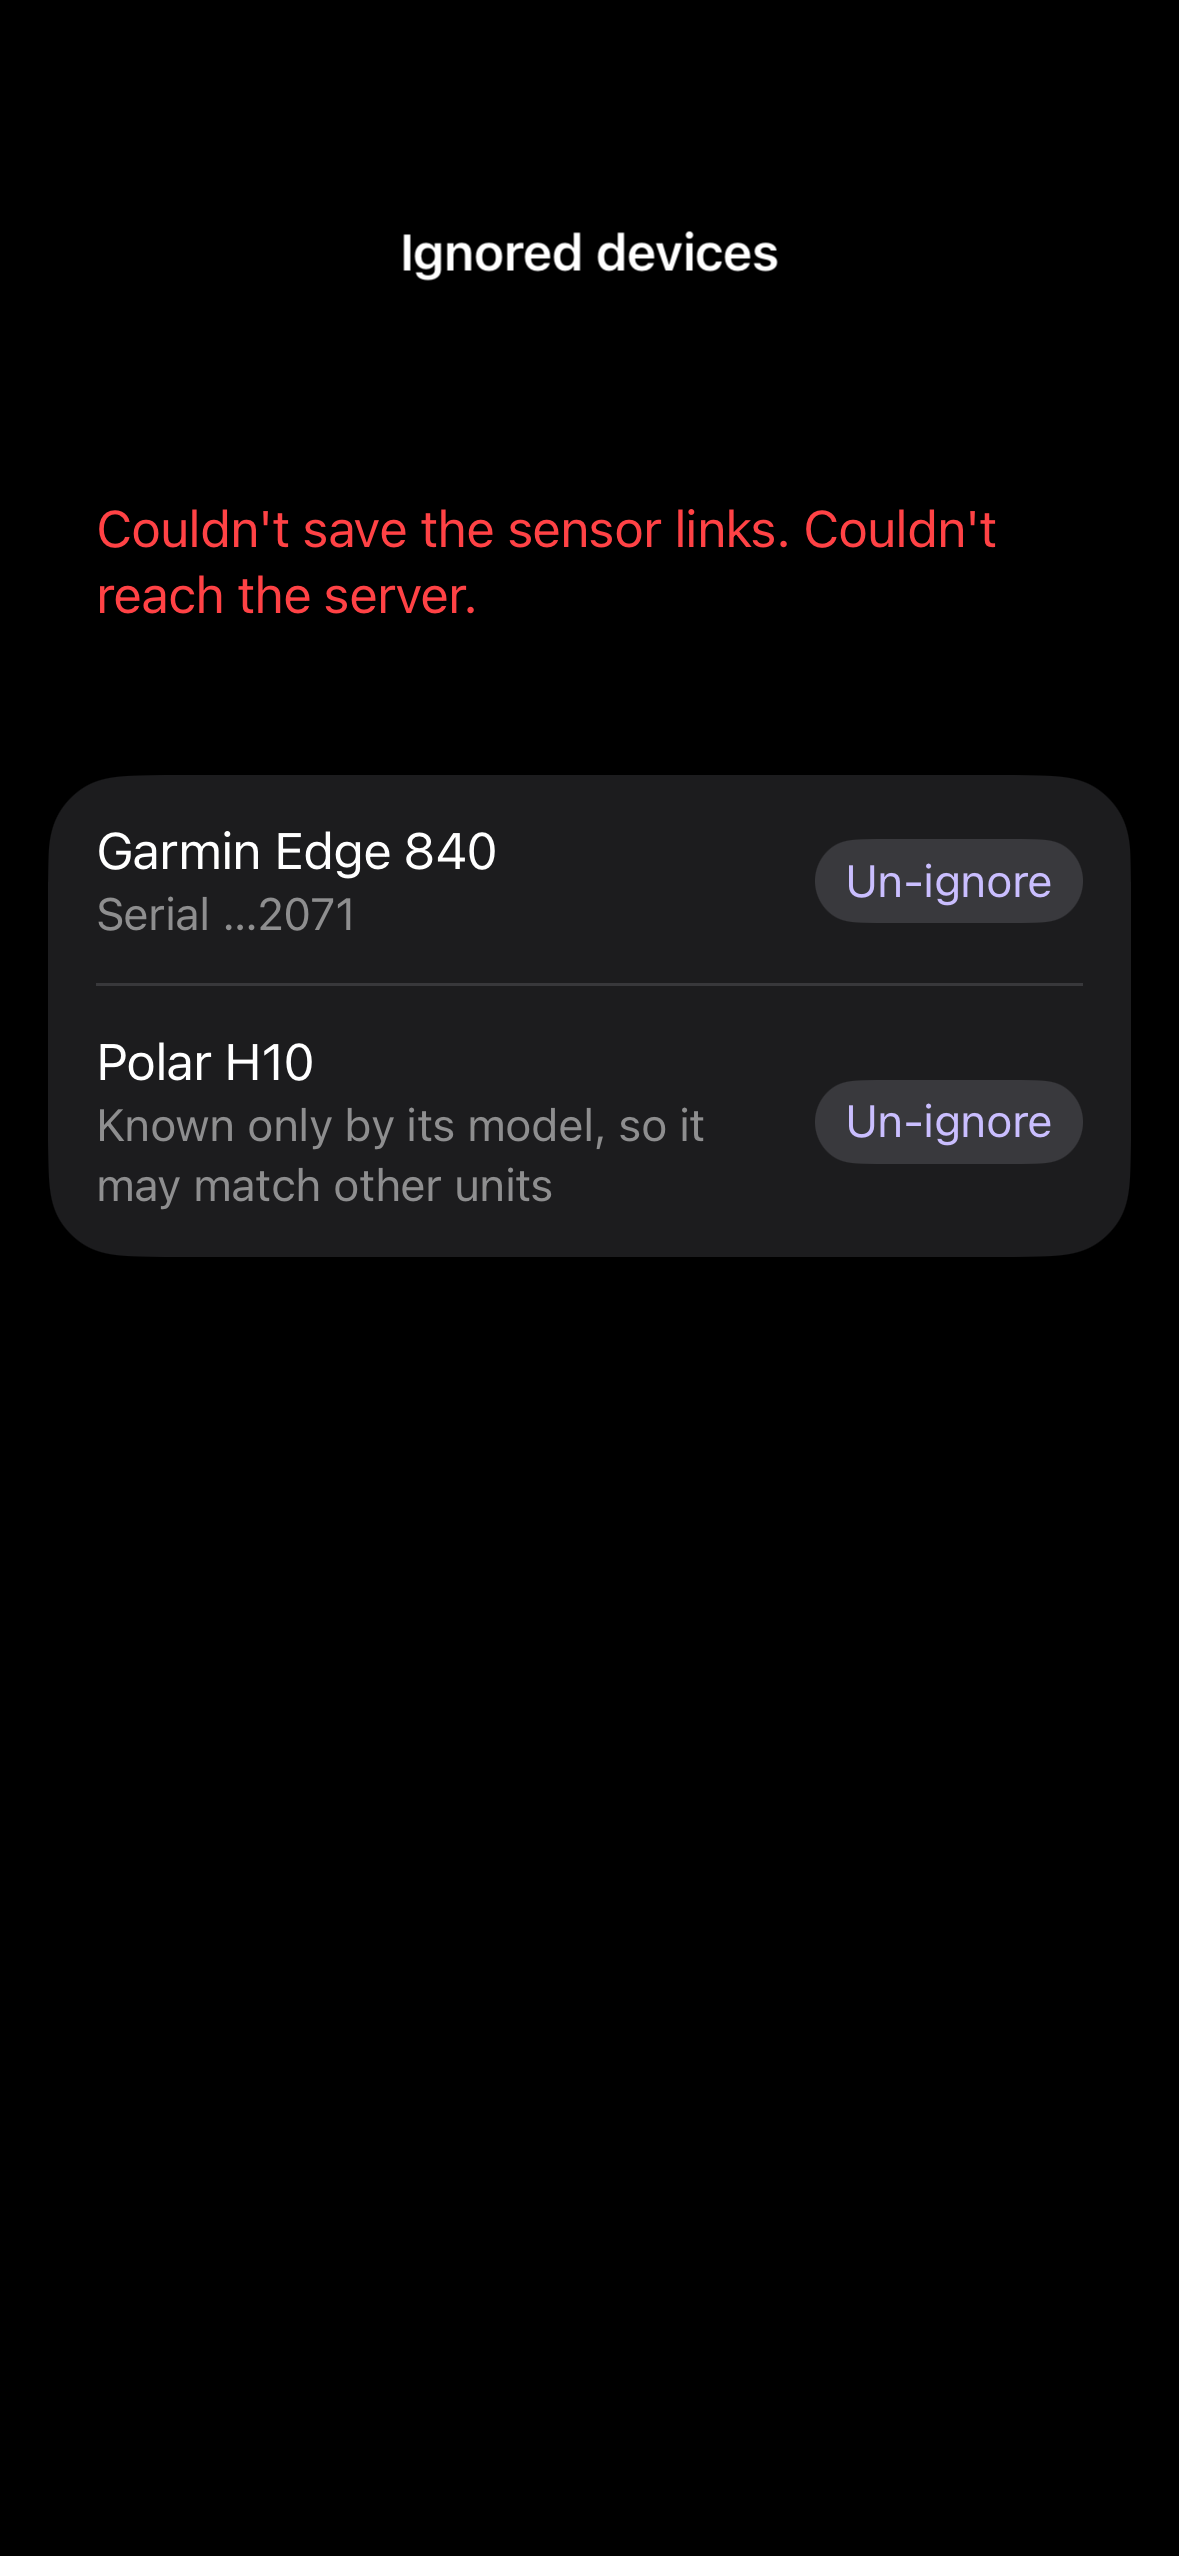 Ignored devices
Couldn't save the sensor links. Couldn't
reach the server.
Garmin Edge 840
Serial ...2071
Un-ignore
Polar H10
Known only by its model, so it
may match other units
Un-ignore